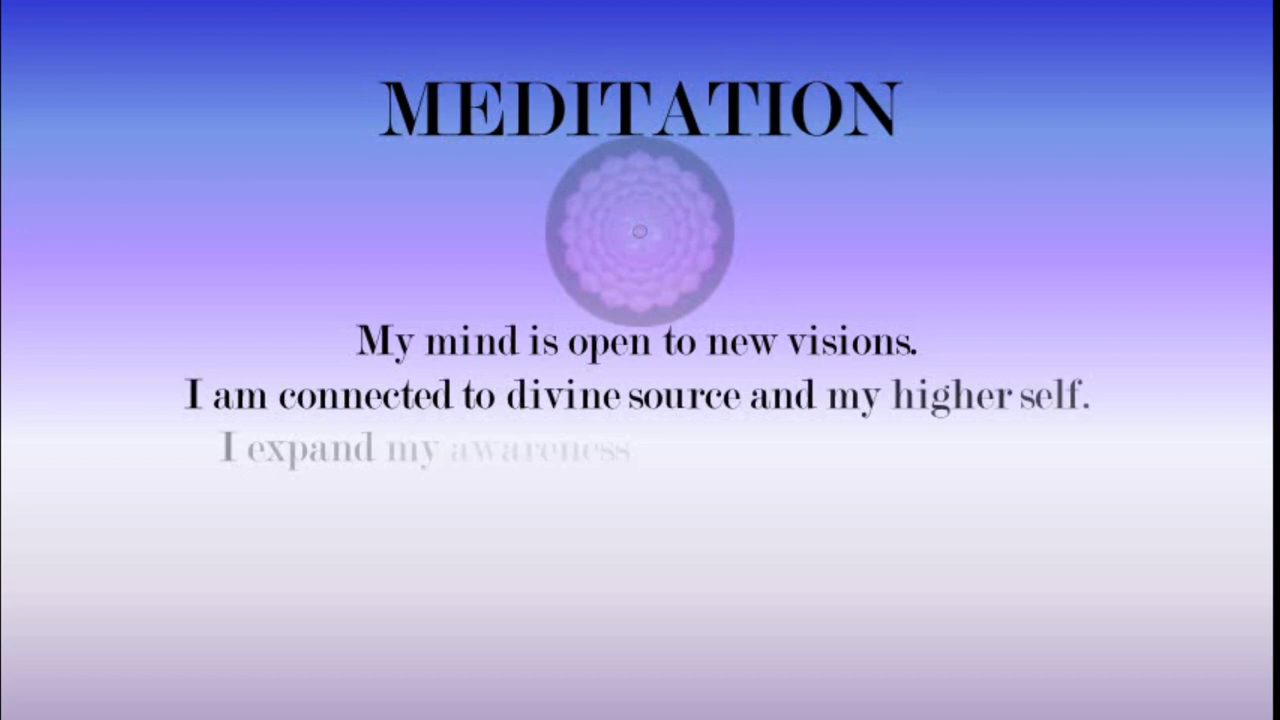 MEDITATION
My mind is open to new visions.
I am connected to divine source and my higher self.
I expand my awareness